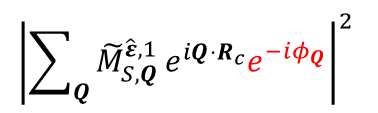 |∑_Q M̃_{S,Q}^{ε̂,1} e^{iQ·R_c} e^{-iϕ_Q}|^2